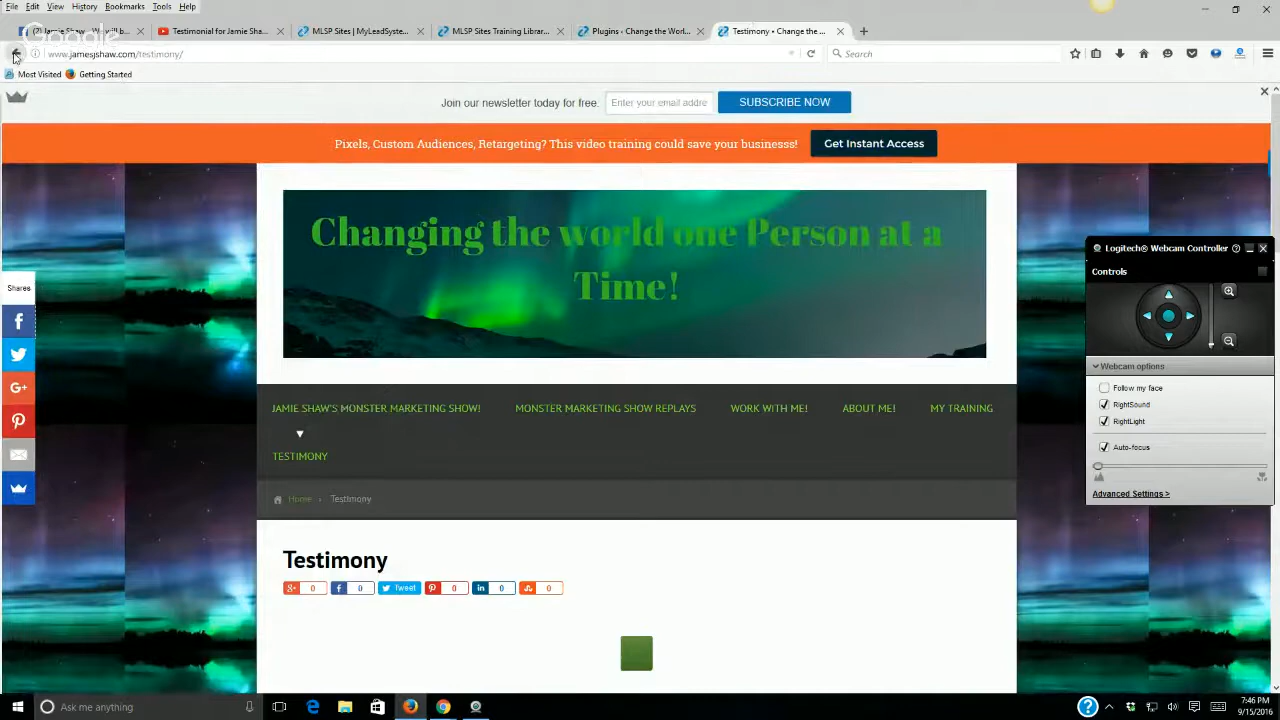 File Edit View History Bookmarks Tools Help
Testimonial for Jamie Sha...
MLSP Sites | MyLeadSyste...
MLSP Sites Training Librar...
Plugins ‹ Change the Worl...
Testimony • Change the ...
www.jamesjshaw.com/testimony/
Search
Most Visited Getting Started
Join our newsletter today for free. Enter your email addre SUBSCRIBE NOW
Pixels, Custom Audiences, Retargeting? This video training could save your businesss! Get Instant Access
Changing the world one Person at a
Time!
Logitech® Webcam Controller
Controls
Shares
Webcam options
Follow my face
RightSound
RightLight
Auto-focus
Advanced Settings >
JAMIE SHAW'S MONSTER MARKETING SHOW! MONSTER MARKETING SHOW REPLAYS WORK WITH ME! ABOUT ME! MY TRAINING
TESTIMONY
Home › Testimony
Testimony
0 0 Tweet 0 0 0
Ask me anything
7:46 PM
9/15/2016